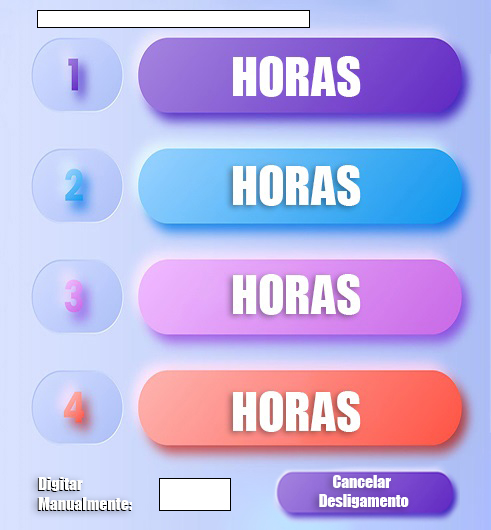 1 HORAS
2 HORAS
3 HORAS
4 HORAS
Digitar
Manualmente:
Cancelar
Desligamento